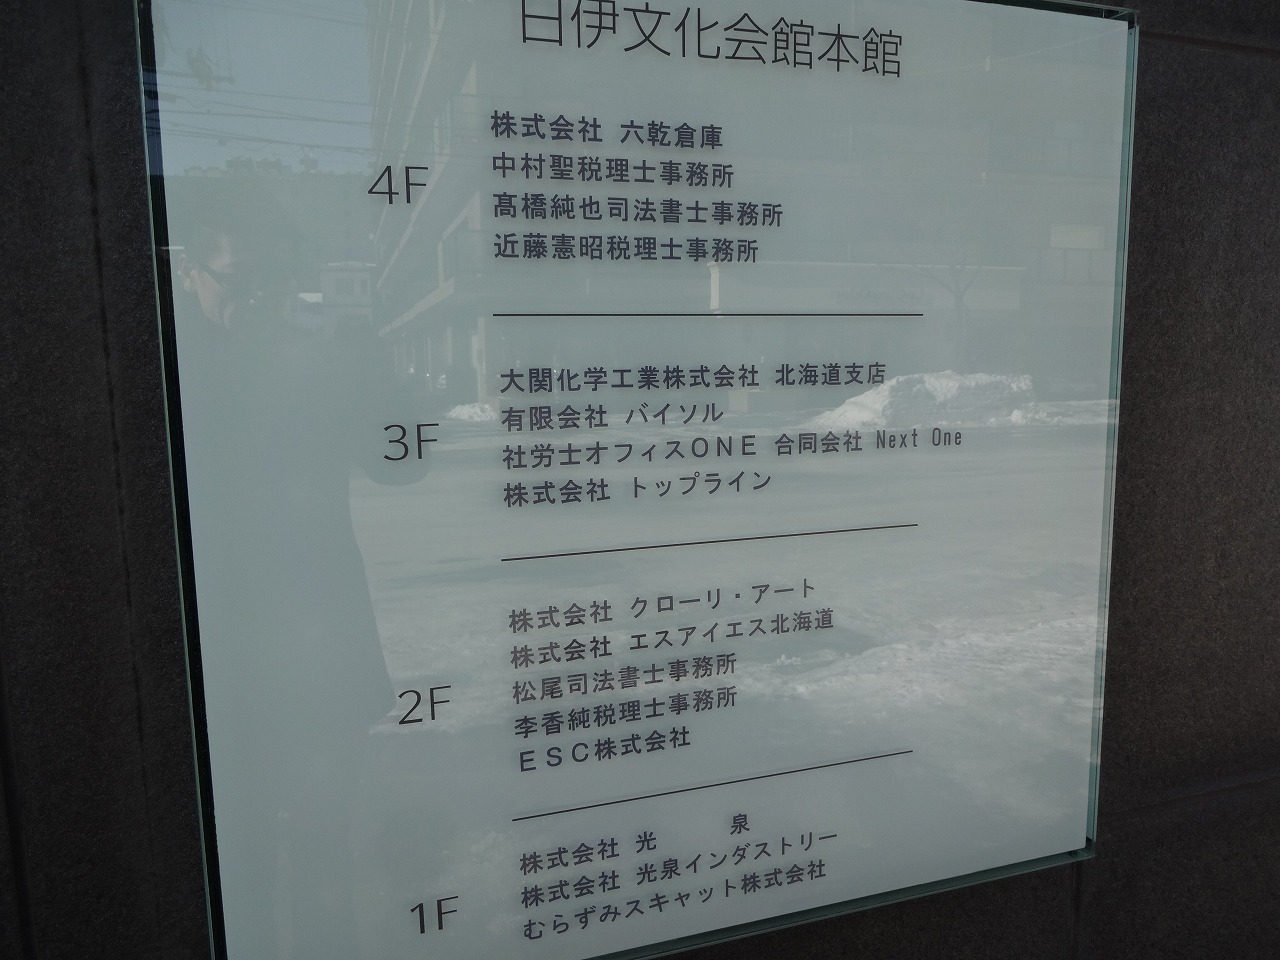 日伊文化会館本館
4F
株式会社 六乾倉庫
中村聖税理士事務所
髙橋純也司法書士事務所
近藤憲昭税理士事務所
3F
大関化学工業株式会社 北海道支店
有限会社 バイソル
社労士オフィスONE 合同会社 Next One
株式会社 トップライン
2F
株式会社 クローリ・アート
株式会社 エスアイエス北海道
松尾司法書士事務所
李香純税理士事務所
ESC株式会社
1F
株式会社 光 泉
株式会社 光泉インダストリー
むらずみスキャット株式会社